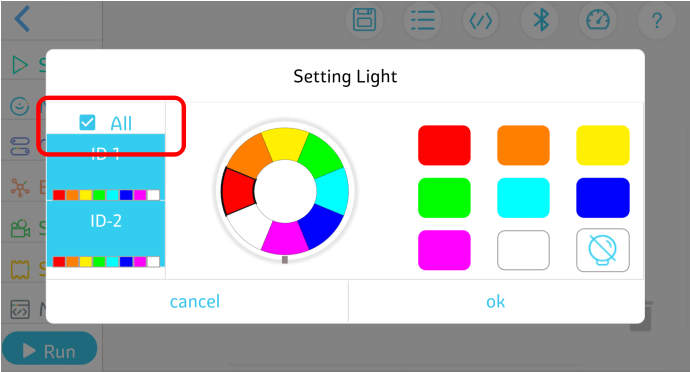 ?
Setting Light
All
ID-1
ID-2
cancel
ok
Run